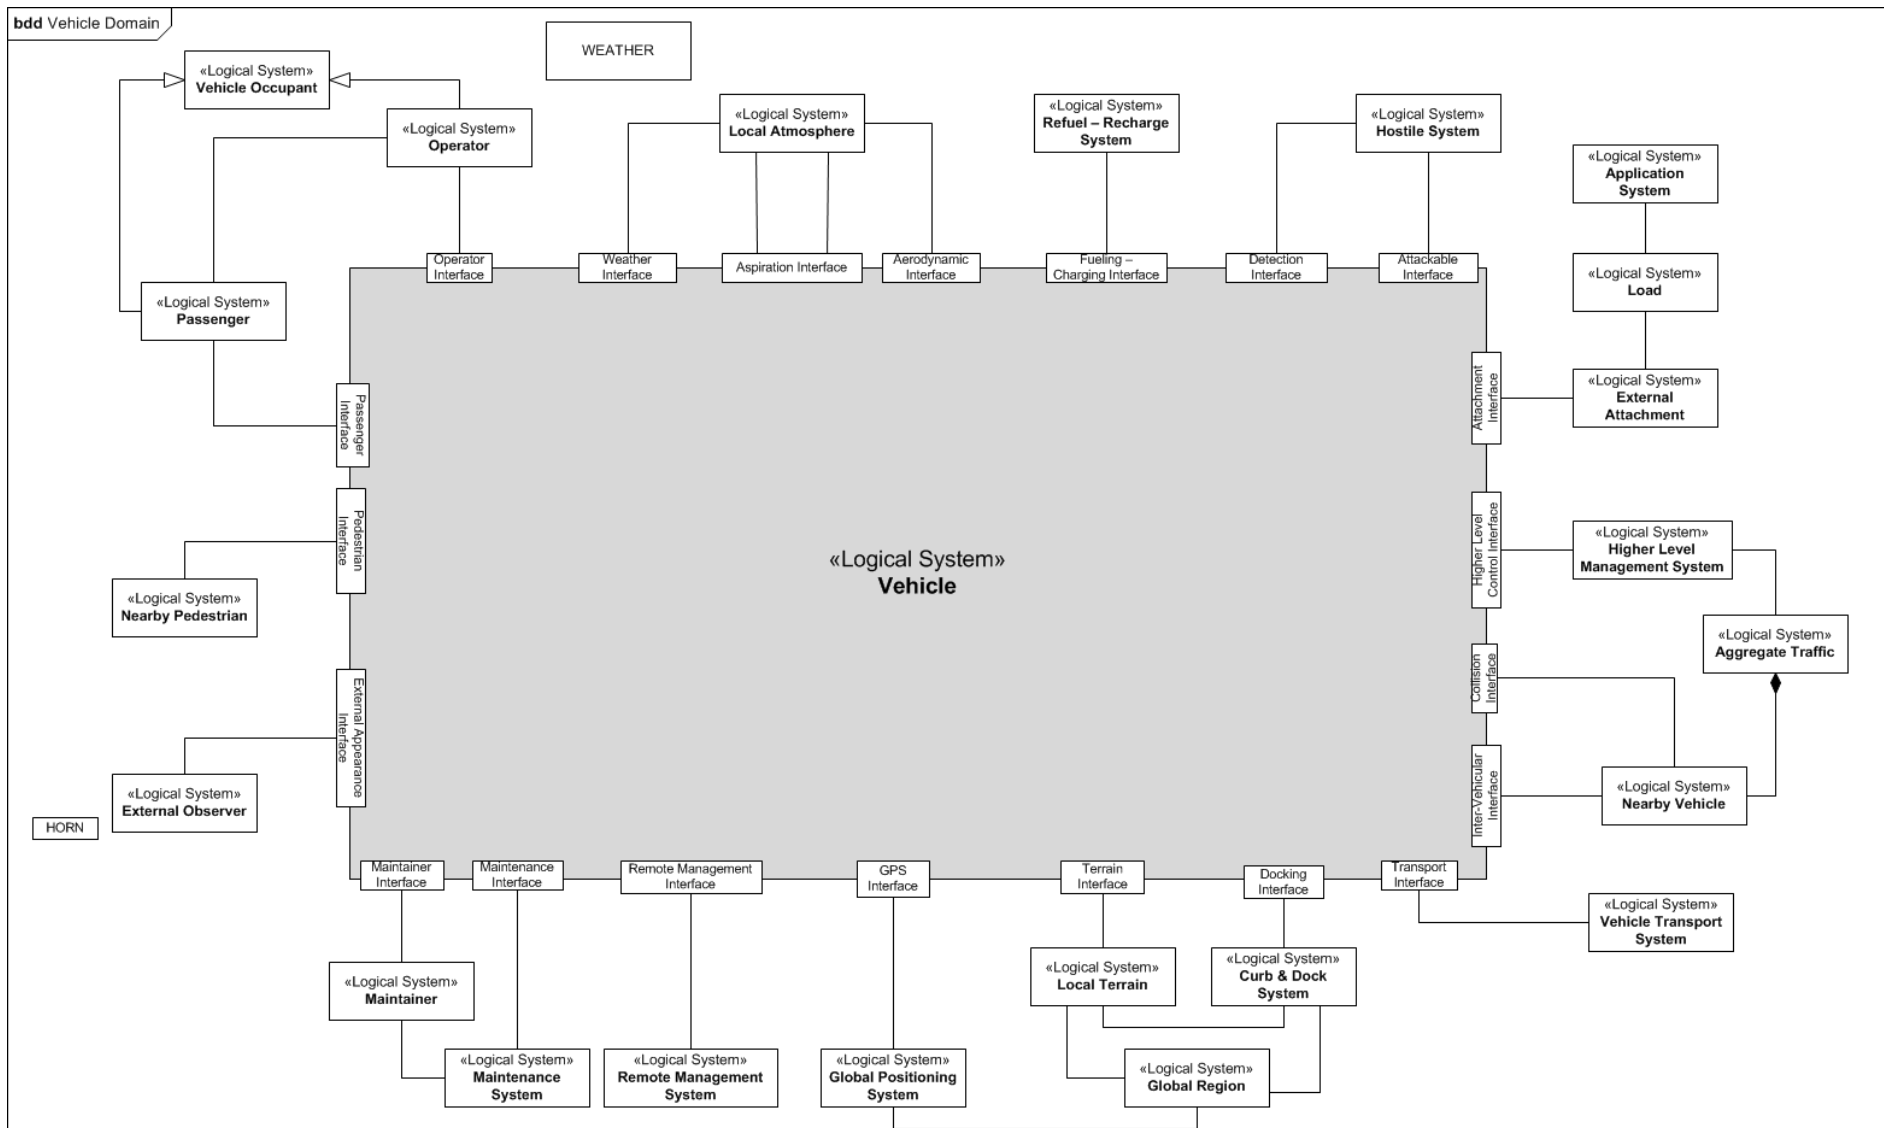 bdd Vehicle Domain
WEATHER
«Logical System»
Vehicle Occupant
«Logical System»
Operator
«Logical System»
Local Atmosphere
«Logical System»
Refuel – Recharge
System
«Logical System»
Hostile System
«Logical System»
Application
System
«Logical System»
Passenger
Operator
Interface
Weather
Interface
Aspiration Interface
Aerodynamic
Interface
Fueling –
Charging Interface
Detection
Interface
Attackable
Interface
«Logical System»
Load
Passenger
Interface
Attachment
Interface
«Logical System»
External
Attachment
Pedestrian
Interface
«Logical System»
Nearby Pedestrian
«Logical System»
Vehicle
Higher Level
Control Interface
«Logical System»
Higher Level
Management System
«Logical System»
Aggregate Traffic
External Appearance
Interface
Collision
Interface
«Logical System»
External Observer
HORN
Inter-Vehicular
Interface
«Logical System»
Nearby Vehicle
Maintainer
Interface
Maintenance
Interface
Remote Management
Interface
GPS
Interface
Terrain
Interface
Docking
Interface
Transport
Interface
«Logical System»
Vehicle Transport
System
«Logical System»
Maintainer
«Logical System»
Local Terrain
«Logical System»
Curb & Dock
System
«Logical System»
Maintenance
System
«Logical System»
Remote Management
System
«Logical System»
Global Positioning
System
«Logical System»
Global Region